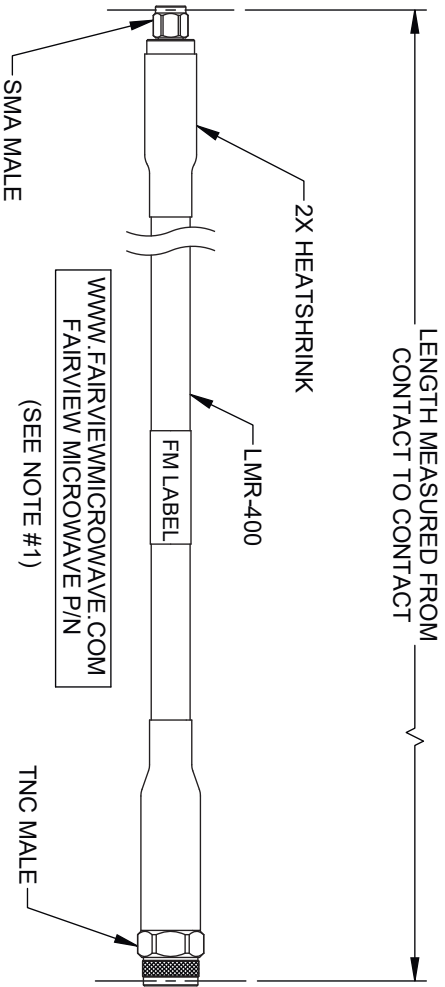 LENGTH MEASURED FROM
CONTACT TO CONTACT
2X HEATSHRINK
LMR-400
SMA MALE
FM LABEL
WWW.FAIRVIEWMICROWAVE.COM
FAIRVIEW MICROWAVE P/N
(SEE NOTE #1)
TNC MALE